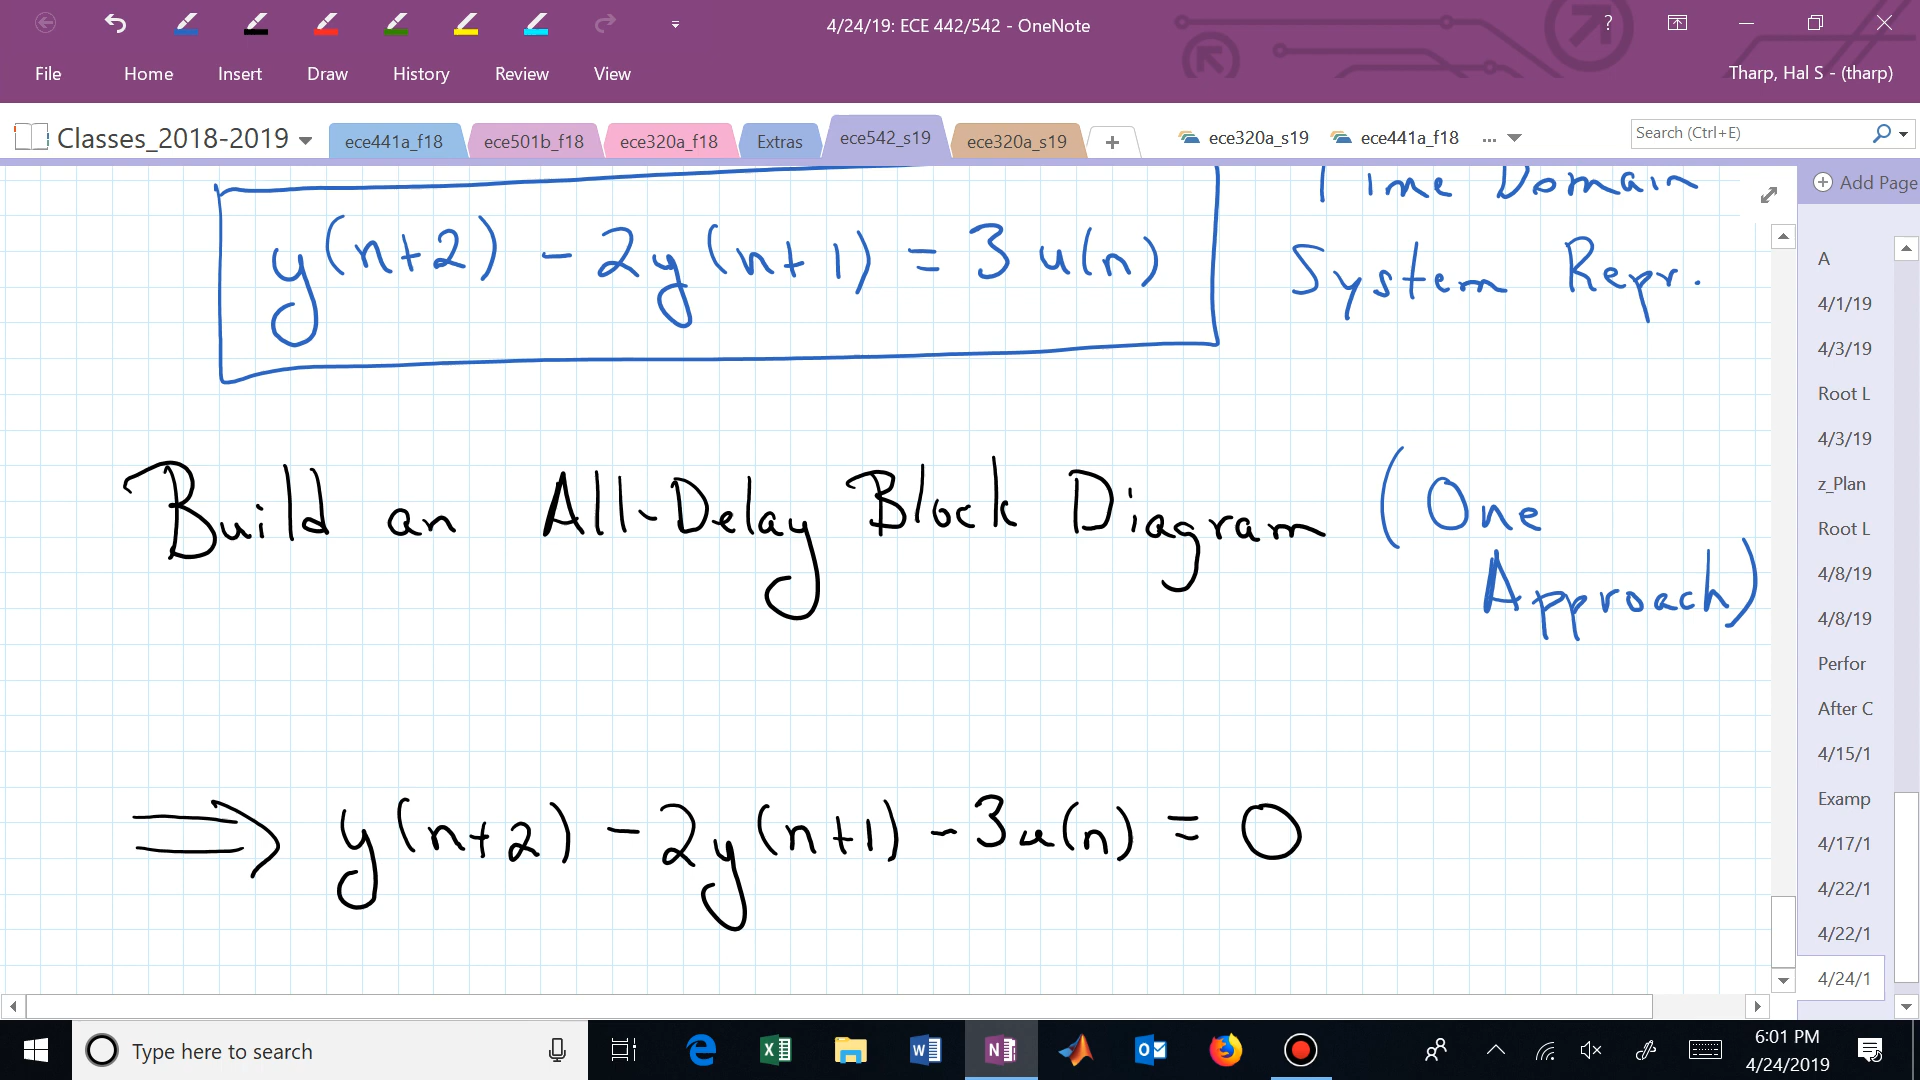 4/24/19: ECE 442/542 - OneNote
?
File Home Insert Draw History Review View
Tharp, Hal S - (tharp)
Classes_2018-2019
ece441a_f18
ece501b_f18
ece320a_f18
Extras
ece542_s19
ece320a_s19
+
ece320a_s19
ece441a_f18
...
Search (Ctrl+E)
Time Domain
System Repr.
y(n+2) - 2y(n+1) = 3u(n)
Build an All-Delay Block Diagram (One
Approach)
⇒ y(n+2) - 2y(n+1) - 3u(n) = 0
Add Page
A
4/1/19
4/3/19
Root L
4/3/19
z_Plan
Root L
4/8/19
4/8/19
Perfor
After C
4/15/1
Examp
4/17/1
4/22/1
4/22/1
4/24/1
Type here to search
6:01 PM
4/24/2019